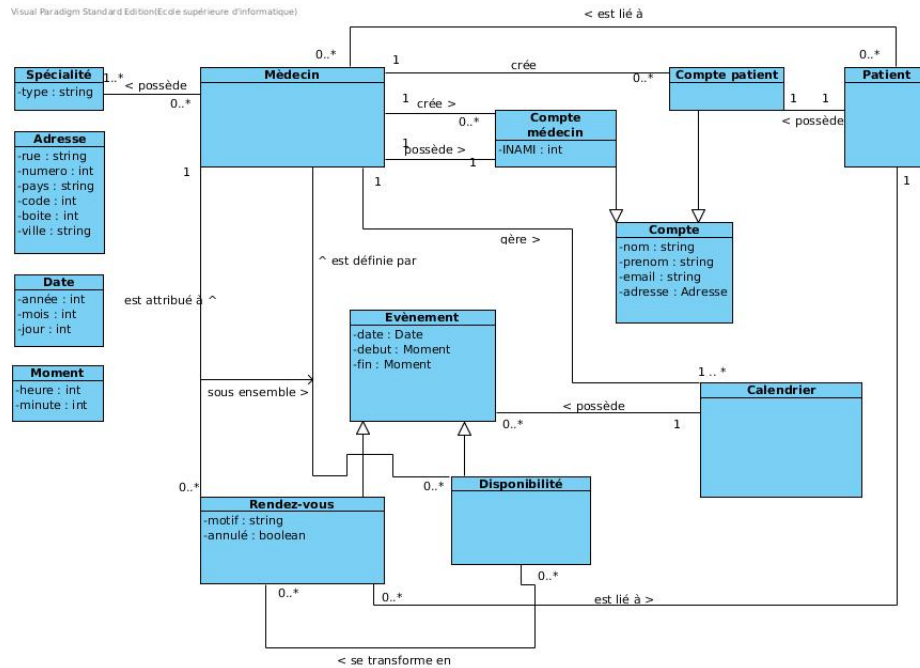 Visual Paradigm Standard Edition(Ecole supérieure d'informatique)
< est lié à
0..*
0..*
Spécialité
-type : string
1..*
< possède
0..*
Mèdecin
1
crée
0..*
Compte patient
1
1
< possède
Patient
1
crée >
0..*
Compte
médecin
-INAMI : int
1
possède >
1
Adresse
-rue : string
-numero : int
-pays : string
-code : int
-boite : int
-ville : string
1
1
1
gère >
Compte
-nom : string
-prenom : string
-email : string
-adresse : Adresse
^ est définie par
Date
-année : int
-mois : int
-jour : int
est attribué à ^
Evènement
-date : Date
-debut : Moment
-fin : Moment
Moment
-heure : int
-minute : int
sous ensemble >
1 .. *
Calendrier
< possède
0..*
1
0..*
0..*
Disponibilité
Rendez-vous
-motif : string
-annulé : boolean
0..*
0..*
0..*
est lié à >
< se transforme en